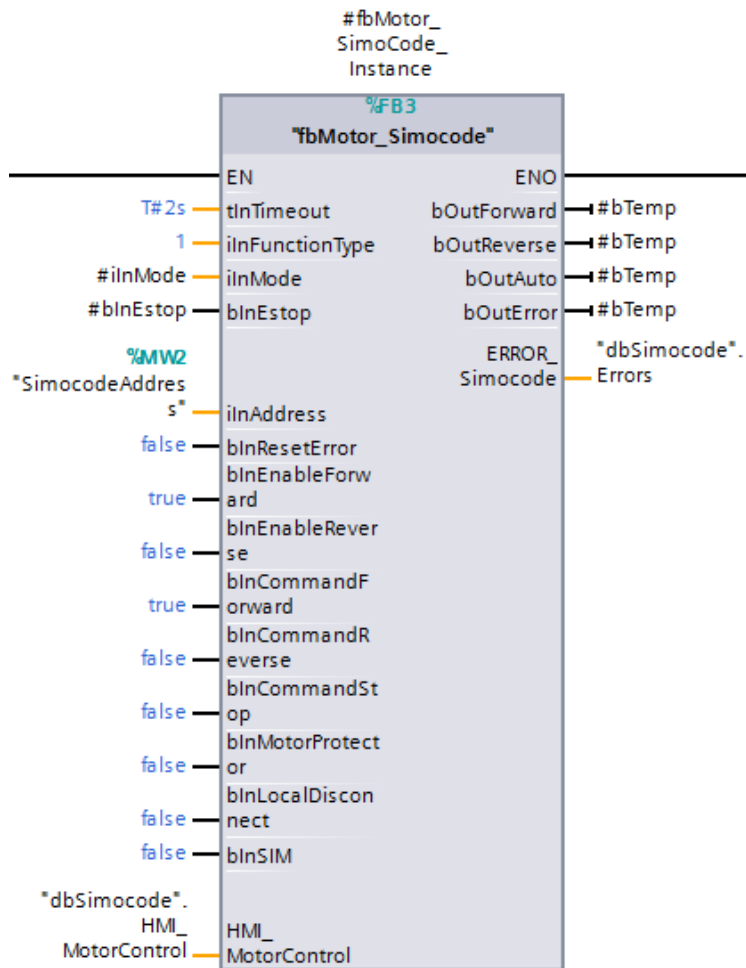 #fbMotor_
SimoCode_
Instance
%FB3
"fbMotor_Simocode"
EN ENO
T#2s tInTimeout bOutForward #bTemp
1 iInFunctionType bOutReverse #bTemp
#iInMode iInMode bOutAuto #bTemp
#bInEstop bInEstop bOutError #bTemp
%MW2 ERROR_ "dbSimocode".
"SimocodeAddres Simocode Errors
s" iInAddress
false bInResetError
bInEnableForw
true ard
bInEnableRever
false se
bInCommandF
true orward
bInCommandR
false everse
bInCommandSt
false op
bInMotorProtect
false or
bInLocalDiscon
false nect
false bInSIM
"dbSimocode".
HMI_ HMI_
MotorControl MotorControl